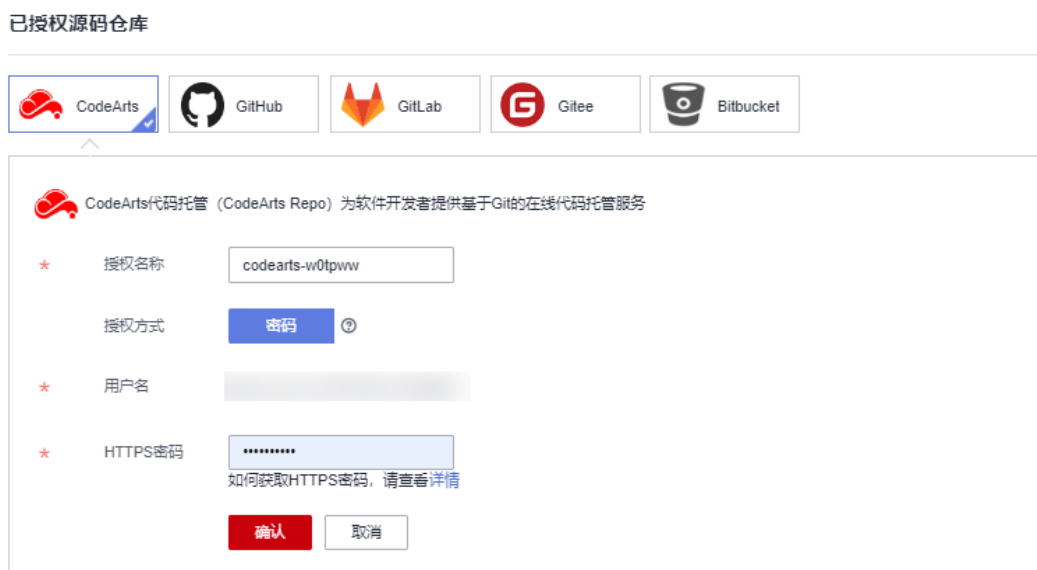 已授权源码仓库
CodeArts GitHub GitLab Gitee Bitbucket
CodeArts代码托管（CodeArts Repo）为软件开发者提供基于Git的在线代码托管服务
* 授权名称 codearts-w0tpww
授权方式 密码 ?
* 用户名
* HTTPS密码 ••••••••••
如何获取HTTPS密码，请查看详情
确认 取消